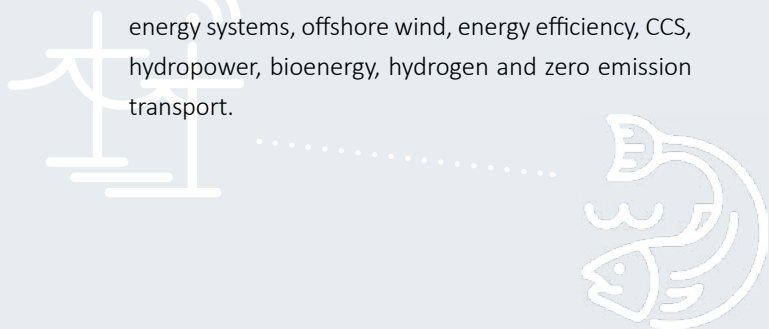 energy systems, offshore wind, energy efficiency, CCS,
hydropower, bioenergy, hydrogen and zero emission
transport.